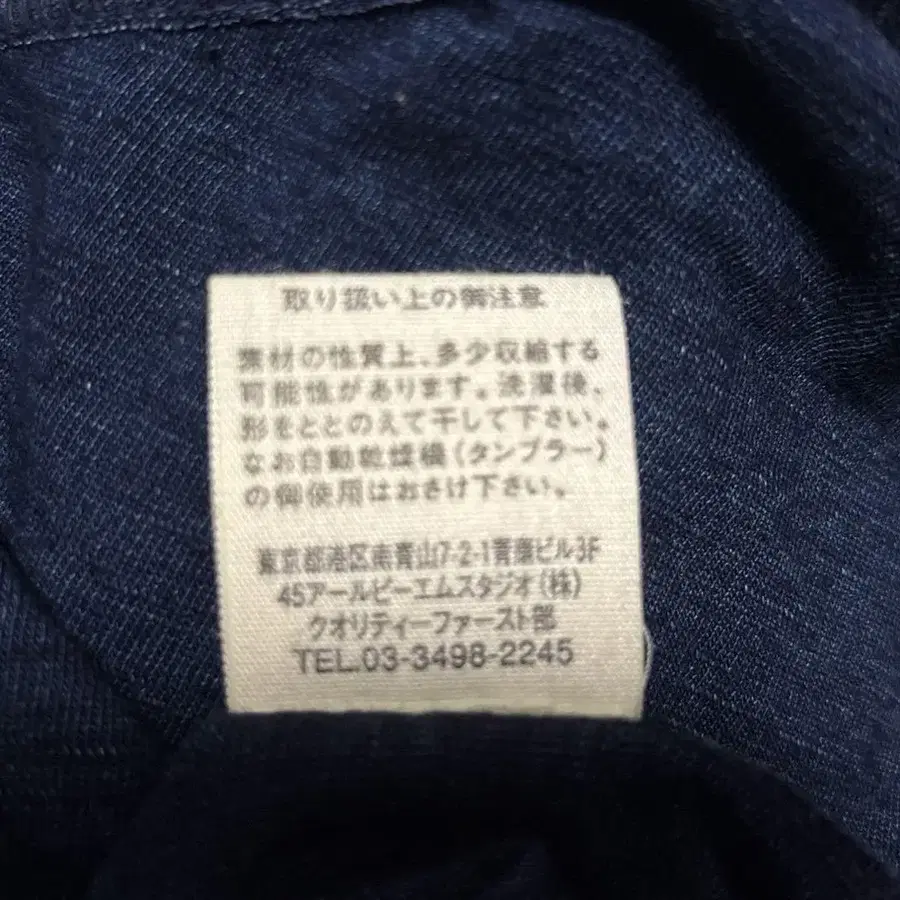 取り扱い上の御注意
素材の性質上、多少収縮する
可能性があります。洗濯後、
形をととのえて干して下さい。
なお自動乾燥機(タンブラー)
の御使用はおさけ下さい。
東京都港区南青山7-2-1青葉ビル3F
45アールピーエムスタジオ(株)
クオリティーファースト部
TEL.03-3498-2245